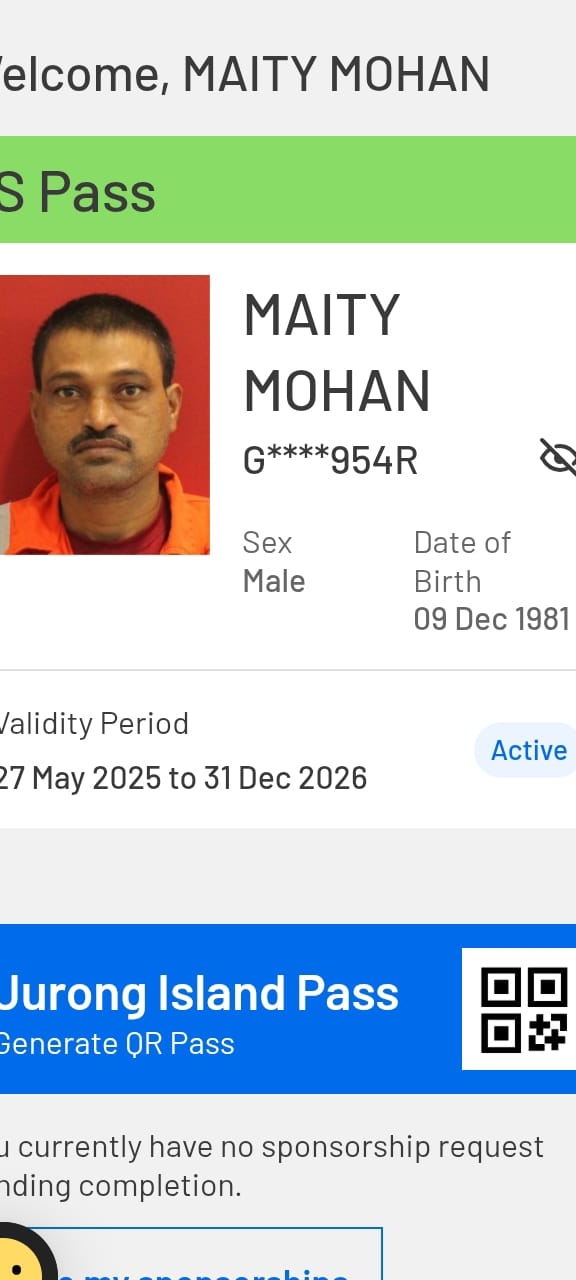 elcome, MAITY MOHAN
S Pass
MAITY
MOHAN
G****954R
Sex
Male
Date of
Birth
09 Dec 1981
Validity Period
27 May 2025 to 31 Dec 2026
Active
Jurong Island Pass
Generate QR Pass
u currently have no sponsorship request
nding completion.
my sponsorships